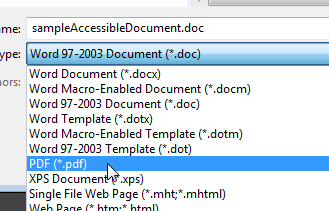 ame: sampleAccessibleDocument.doc
ype: Word 97-2003 Document (*.doc)
hors: Word Document (*.docx)
Word Macro-Enabled Document (*.docm)
Word 97-2003 Document (*.doc)
Word Template (*.dotx)
Word Macro-Enabled Template (*.dotm)
Word 97-2003 Template (*.dot)
PDF (*.pdf)
XPS Document (*.xps)
Single File Web Page (*.mht;*.mhtml)
Web Page (*.htm;*.html)